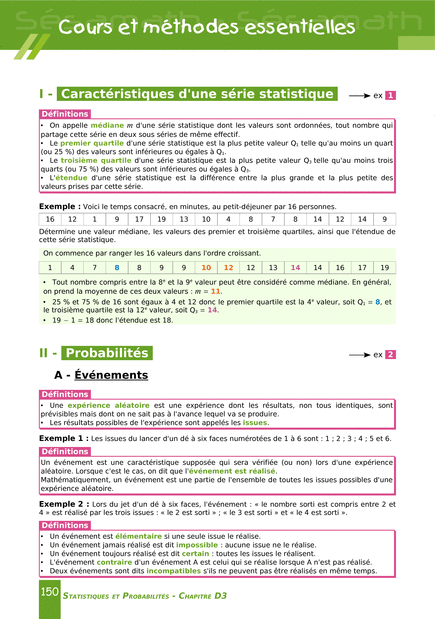 Sésamath
Sésamath
Cours et méthodes essentielles
I - Caractéristiques d'une série statistique
ex 1
Définitions
• On appelle médiane m d'une série statistique dont les valeurs sont ordonnées, tout nombre qui
partage cette série en deux sous séries de même effectif.
• Le premier quartile d'une série statistique est la plus petite valeur Q₁ telle qu'au moins un quart
(ou 25 %) des valeurs sont inférieures ou égales à Q₁.
• Le troisième quartile d'une série statistique est la plus petite valeur Q₃ telle qu'au moins trois
quarts (ou 75 %) des valeurs sont inférieures ou égales à Q₃.
• L'étendue d'une série statistique est la différence entre la plus grande et la plus petite des
valeurs prises par cette série.
Exemple : Voici le temps consacré, en minutes, au petit-déjeuner par 16 personnes.
16 12 1 9 17 19 13 10 4 8 7 8 14 12 14 9
Détermine une valeur médiane, les valeurs des premier et troisième quartiles, ainsi que l'étendue de
cette série statistique.
On commence par ranger les 16 valeurs dans l'ordre croissant.
1 4 7 8 8 9 9 10 12 12 13 14 14 16 17 19
• Tout nombre compris entre la 8ᵉ et la 9ᵉ valeur peut être considéré comme médiane. En général,
on prend la moyenne de ces deux valeurs : m = 11.
• 25 % et 75 % de 16 sont égaux à 4 et 12 donc le premier quartile est la 4ᵉ valeur, soit Q₁ = 8, et
le troisième quartile est la 12ᵉ valeur, soit Q₃ = 14.
• 19 − 1 = 18 donc l'étendue est 18.
II - Probabilités
ex 2
A - Événements
Définitions
• Une expérience aléatoire est une expérience dont les résultats, non tous identiques, sont
prévisibles mais dont on ne sait pas à l'avance lequel va se produire.
• Les résultats possibles de l'expérience sont appelés les issues.
Exemple 1 : Les issues du lancer d'un dé à six faces numérotées de 1 à 6 sont : 1 ; 2 ; 3 ; 4 ; 5 et 6.
Définitions
Un événement est une caractéristique supposée qui sera vérifiée (ou non) lors d'une expérience
aléatoire. Lorsque c'est le cas, on dit que l'événement est réalisé.
Mathématiquement, un événement est une partie de l'ensemble de toutes les issues possibles d'une
expérience aléatoire.
Exemple 2 : Lors du jet d'un dé à six faces, l'événement : « le nombre sorti est compris entre 2 et
4 » est réalisé par les trois issues : « le 2 est sorti » ; « le 3 est sorti » et « le 4 est sorti ».
Définitions
• Un événement est élémentaire si une seule issue le réalise.
• Un événement jamais réalisé est dit impossible : aucune issue ne le réalise.
• Un événement toujours réalisé est dit certain : toutes les issues le réalisent.
• L'événement contraire d'un événement A est celui qui se réalise lorsque A n'est pas réalisé.
• Deux événements sont dits incompatibles s'ils ne peuvent pas être réalisés en même temps.
150 Statistiques et Probabilités - Chapitre D3